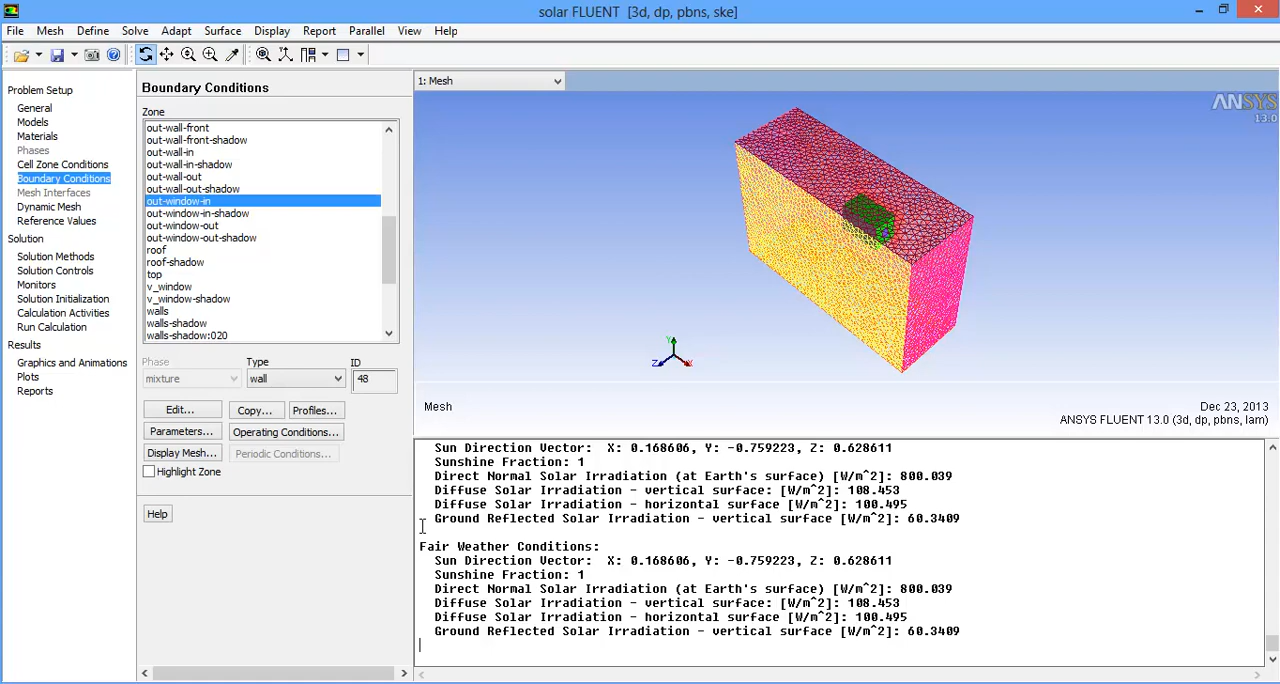 solar FLUENT  [3d, dp, pbns, ske]
File Mesh Define Solve Adapt Surface Display Report Parallel View Help
Problem Setup
General
Models
Materials
Phases
Cell Zone Conditions
Boundary Conditions
Mesh Interfaces
Dynamic Mesh
Reference Values
Solution
Solution Methods
Solution Controls
Monitors
Solution Initialization
Calculation Activities
Run Calculation
Results
Graphics and Animations
Plots
Reports
Boundary Conditions
Zone
out-wall-front
out-wall-front-shadow
out-wall-in
out-wall-in-shadow
out-wall-out
out-wall-out-shadow
out-window-in
out-window-in-shadow
out-window-out
out-window-out-shadow
roof
roof-shadow
top
v_window
v_window-shadow
walls
walls-shadow
walls-shadow:020
Phase Type ID
mixture wall 48
Edit... Copy... Profiles...
Parameters... Operating Conditions...
Display Mesh... Periodic Conditions...
Highlight Zone
Help
1: Mesh
ANSYS
13.0
Y
Z X
Mesh
Dec 23, 2013
ANSYS FLUENT 13.0 (3d, dp, pbns, lam)
Sun Direction Vector:  X: 0.168606, Y: -0.759223, Z: 0.628611
Sunshine Fraction: 1
Direct Normal Solar Irradiation (at Earth's surface) [W/m^2]: 800.039
Diffuse Solar Irradiation - vertical surface: [W/m^2]: 108.453
Diffuse Solar Irradiation - horizontal surface [W/m^2]: 100.495
Ground Reflected Solar Irradiation - vertical surface [W/m^2]: 60.3409
Fair Weather Conditions:
Sun Direction Vector:  X: 0.168606, Y: -0.759223, Z: 0.628611
Sunshine Fraction: 1
Direct Normal Solar Irradiation (at Earth's surface) [W/m^2]: 800.039
Diffuse Solar Irradiation - vertical surface: [W/m^2]: 108.453
Diffuse Solar Irradiation - horizontal surface [W/m^2]: 100.495
Ground Reflected Solar Irradiation - vertical surface [W/m^2]: 60.3409